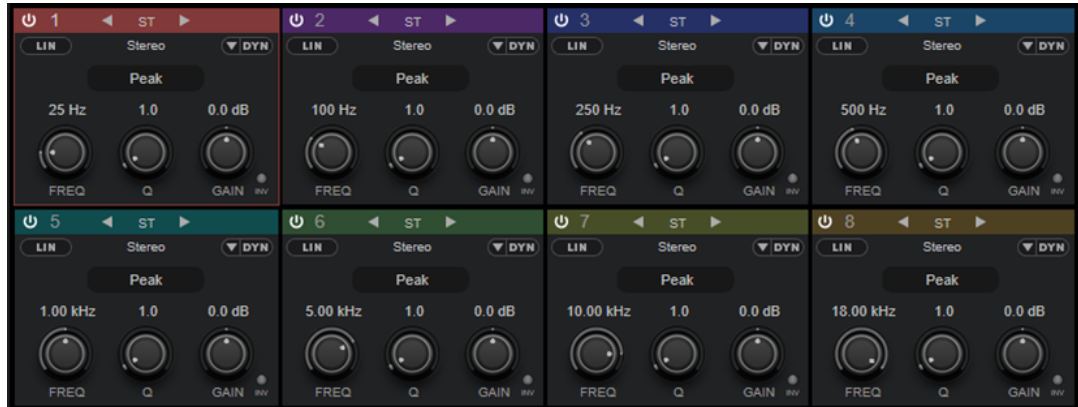 1 ST 2 ST 3 ST 4 ST
LIN Stereo DYN LIN Stereo DYN LIN Stereo DYN LIN Stereo DYN
Peak Peak Peak Peak
25 Hz 1.0 0.0 dB 100 Hz 1.0 0.0 dB 250 Hz 1.0 0.0 dB 500 Hz 1.0 0.0 dB
FREQ Q GAIN INV FREQ Q GAIN INV FREQ Q GAIN INV FREQ Q GAIN INV
5 ST 6 ST 7 ST 8 ST
LIN Stereo DYN LIN Stereo DYN LIN Stereo DYN LIN Stereo DYN
Peak Peak Peak Peak
1.00 kHz 1.0 0.0 dB 5.00 kHz 1.0 0.0 dB 10.00 kHz 1.0 0.0 dB 18.00 kHz 1.0 0.0 dB
FREQ Q GAIN INV FREQ Q GAIN INV FREQ Q GAIN INV FREQ Q GAIN INV